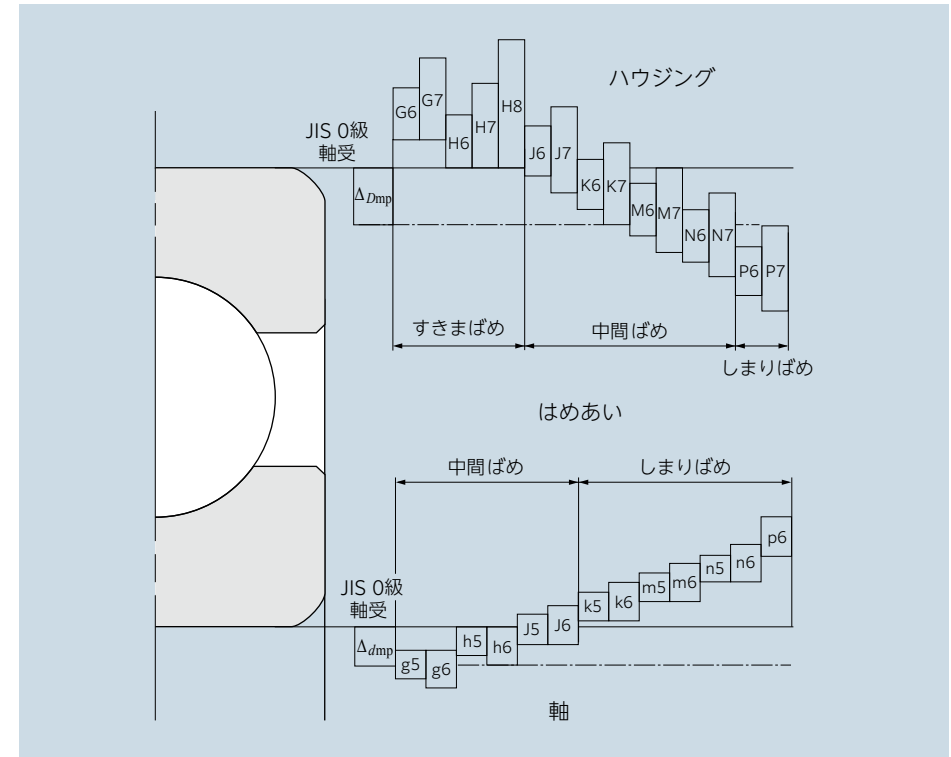 ハウジング
JIS 0級
軸受
ΔDmp
G6
G7
H6
H7
H8
J6
J7
K6
K7
M6
M7
N6
N7
P6
P7
すきまばめ
中間ばめ
しまりばめ
はめあい
中間ばめ
しまりばめ
JIS 0級
軸受
Δdmp
g5
g6
h5
h6
J5
J6
k5
k6
m5
m6
n5
n6
p6
軸